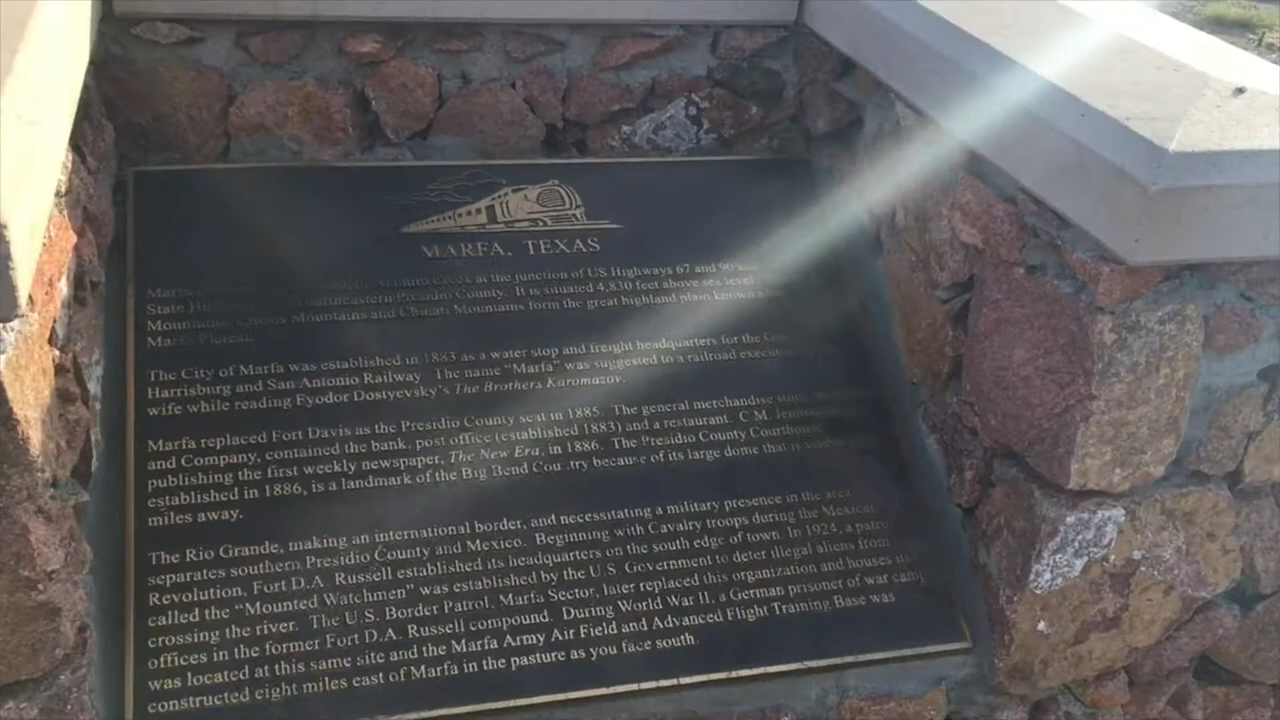 MARFA, TEXAS
Marfa at the junction of US Highways 67 and 90 and
State Presidio County. It is situated 4,830 feet above sea level
Mountains, Mountains and Mountains form the great highland plain known
Marfa Plateau
The City of Marfa was established in 1883 as a water stop and freight headquarters for the
Harrisburg and San Antonio Railway. The name "Marfa" was suggested to a railroad
wife while reading Fyodor Dostyevsky's The Brothers Karomazov.
Marfa replaced Fort Davis as the Presidio County seat in 1885. The general merchandise
and Company, contained the bank, post office (established 1883) and a restaurant. C.M.
publishing the first weekly newspaper, The New Era, in 1886. The Presidio County
established in 1886, is a landmark of the Big Bend Country because of its large dome that is
miles away.
The Rio Grande, making an international border, and necessitating a military presence in the area
separates southern Presidio County and Mexico. Beginning with Cavalry troops during the Mexican
Revolution, Fort D.A. Russell established its headquarters on the south edge of town. In 1924, a patrol
called the "Mounted Watchmen" was established by the U.S. Government to deter illegal aliens from
crossing the river. The U.S. Border Patrol, Marfa Sector, later replaced this organization and houses its
offices in the former Fort D.A. Russell compound. During World War II, a German prisoner of war camp
was located at this same site and the Marfa Army Air Field and Advanced Flight Training Base was
constructed eight miles east of Marfa in the pasture as you face south.